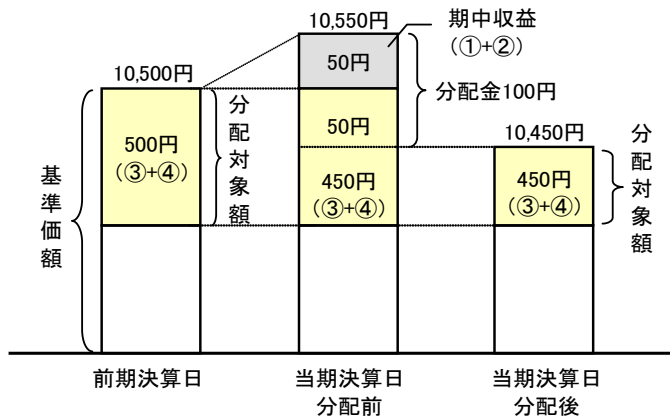 10,550円
期中収益
(①+②)
10,500円
50円
分配金100円
分配対象額
500円
(③+④)
50円
10,450円
分配対象額
基準価額
450円
(③+④)
450円
(③+④)
前期決算日
当期決算日
分配前
当期決算日
分配後